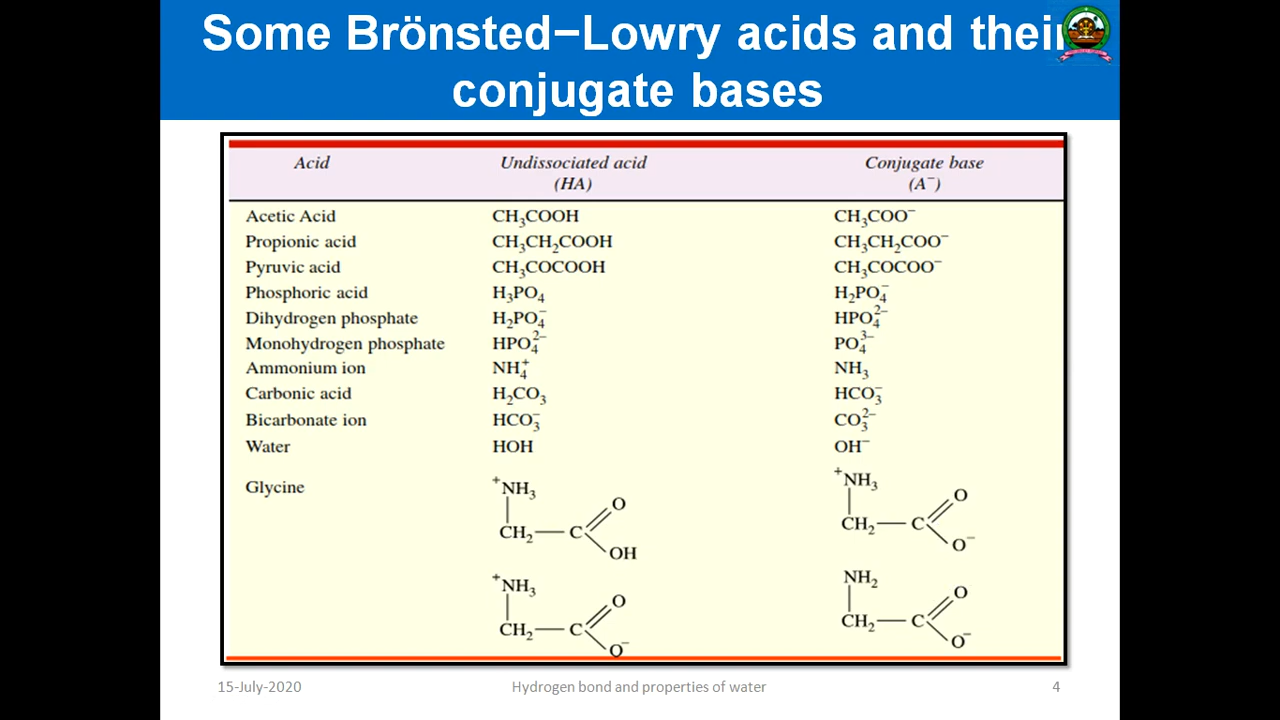 Some Brönsted–Lowry acids and their
conjugate bases
Acid Undissociated acid Conjugate base
(HA) (A⁻)
Acetic Acid CH₃COOH CH₃COO⁻
Propionic acid CH₃CH₂COOH CH₃CH₂COO⁻
Pyruvic acid CH₃COCOOH CH₃COCOO⁻
Phosphoric acid H₃PO₄ H₂PO₄⁻
Dihydrogen phosphate H₂PO₄⁻ HPO₄²⁻
Monohydrogen phosphate HPO₄²⁻ PO₄³⁻
Ammonium ion NH₄⁺ NH₃
Carbonic acid H₂CO₃ HCO₃⁻
Bicarbonate ion HCO₃⁻ CO₃²⁻
Water HOH OH⁻
Glycine ⁺NH₃ ⁺NH₃
O O
CH₂ C CH₂ C
OH O⁻
⁺NH₃ NH₂
O O
CH₂ C CH₂ C
O⁻ O⁻
15-July-2020 Hydrogen bond and properties of water 4